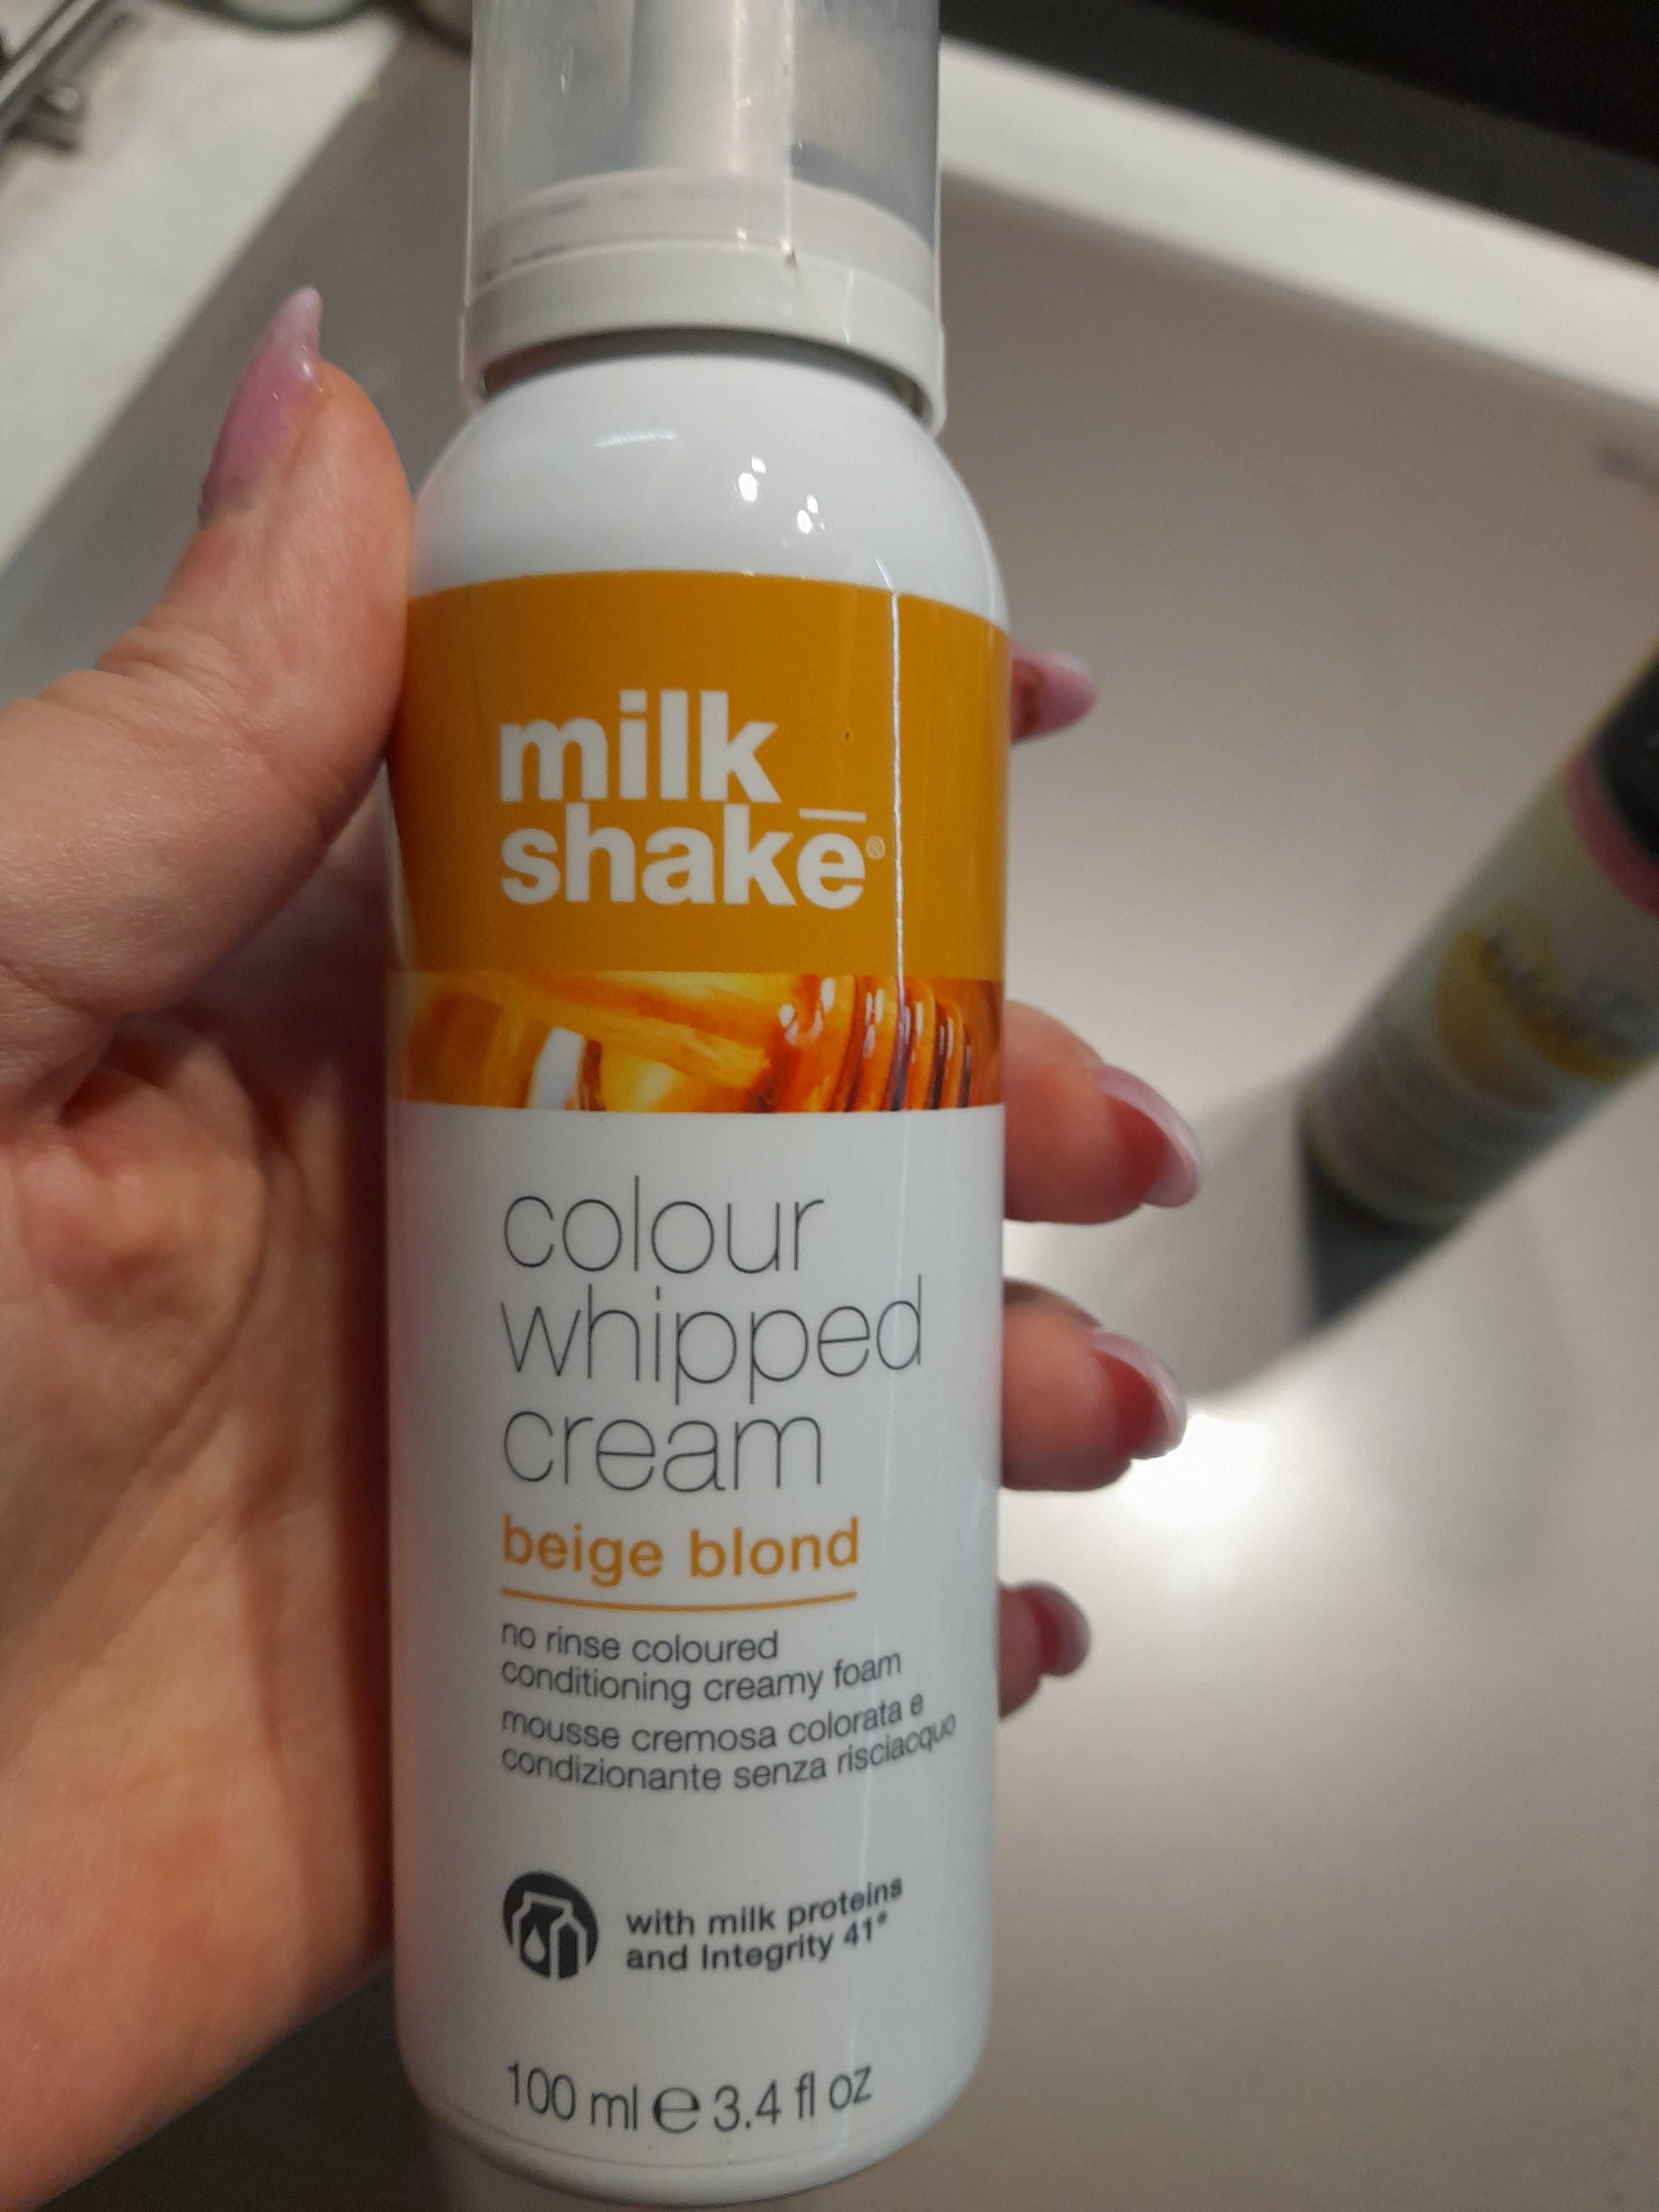 milk
shake®
colour
whipped
cream
beige blond
no rinse coloured
conditioning creamy foam
mousse cremosa colorata e
condizionante senza risciacquo
with milk proteins
and Integrity 41®
100 ml e 3.4 fl oz